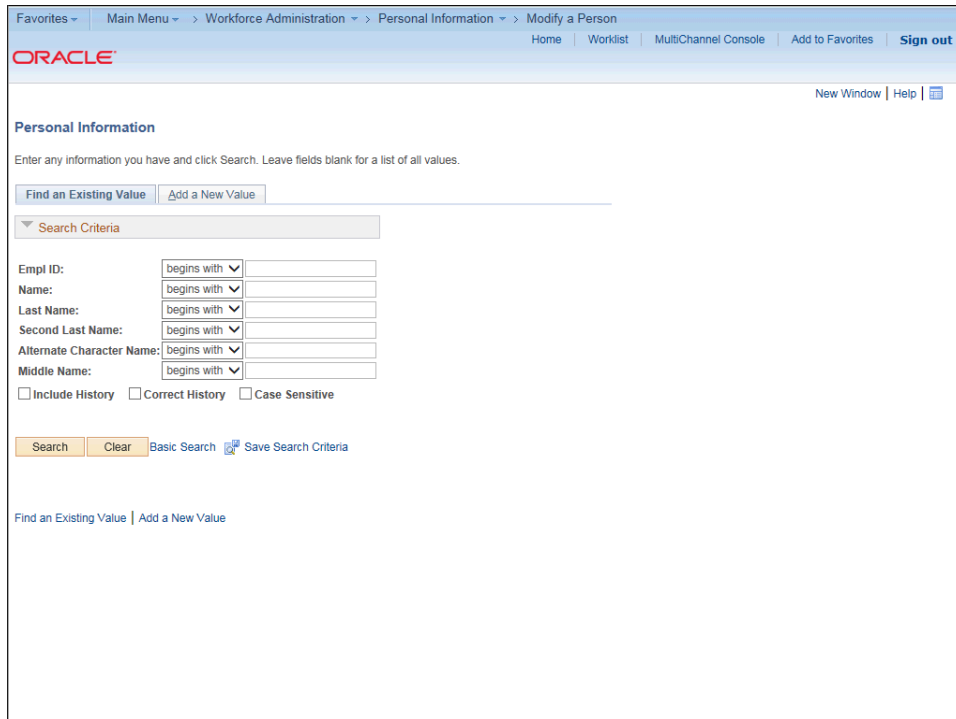 Favorites Main Menu > Workforce Administration > Personal Information > Modify a Person
Home Worklist MultiChannel Console Add to Favorites Sign out
ORACLE
New Window | Help |
Personal Information
Enter any information you have and click Search. Leave fields blank for a list of all values.
Find an Existing Value Add a New Value
Search Criteria
Empl ID: begins with
Name: begins with
Last Name: begins with
Second Last Name: begins with
Alternate Character Name: begins with
Middle Name: begins with
Include History Correct History Case Sensitive
Search Clear Basic Search Save Search Criteria
Find an Existing Value | Add a New Value